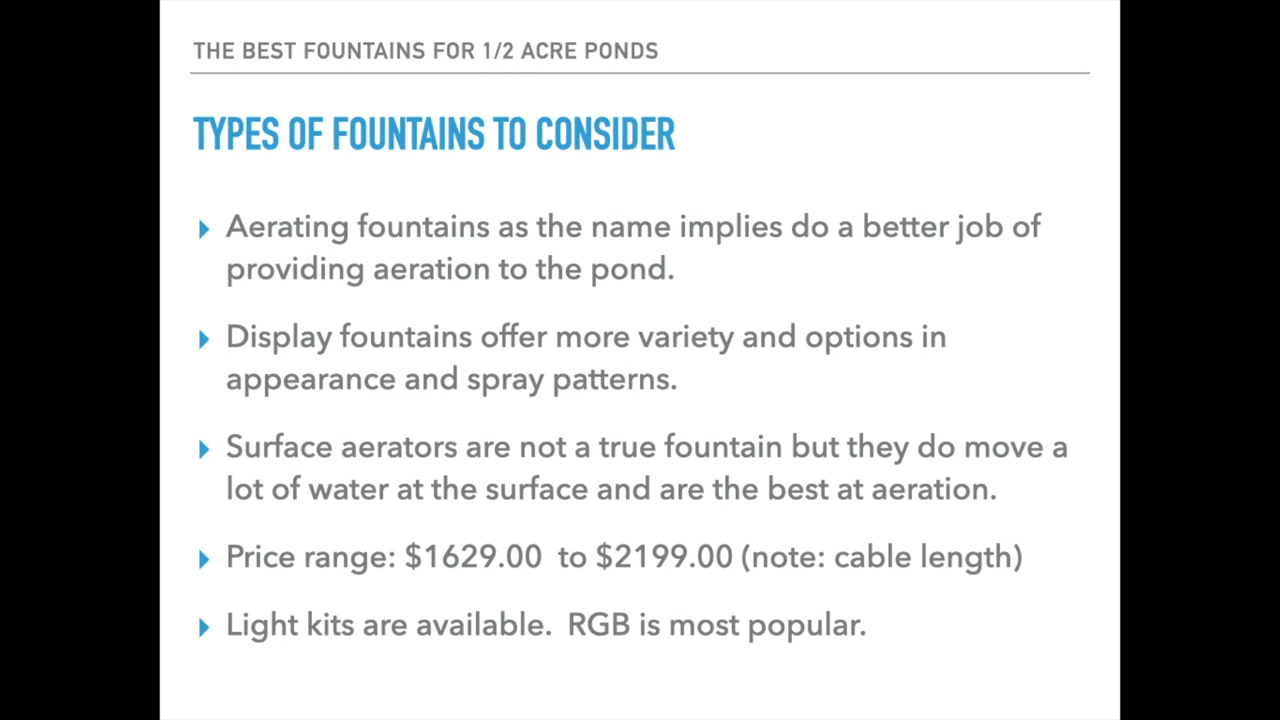 THE BEST FOUNTAINS FOR 1/2 ACRE PONDS
TYPES OF FOUNTAINS TO CONSIDER
Aerating fountains as the name implies do a better job of
providing aeration to the pond.
Display fountains offer more variety and options in
appearance and spray patterns.
Surface aerators are not a true fountain but they do move a
lot of water at the surface and are the best at aeration.
Price range: $1629.00  to $2199.00 (note: cable length)
Light kits are available.  RGB is most popular.